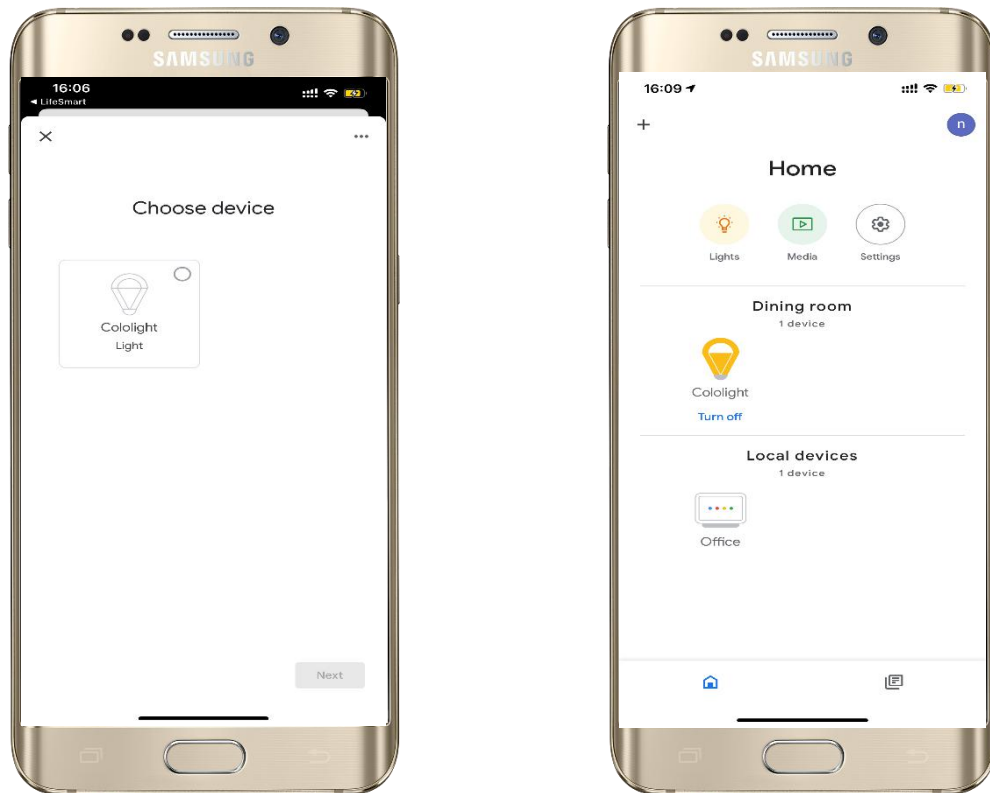 SAMSUNG
16:06
◄ LifeSmart
Choose device
Cololight
Light
Next
SAMSUNG
16:09
n
Home
Lights
Media
Settings
Dining room
1 device
Cololight
Turn off
Local devices
1 device
Office